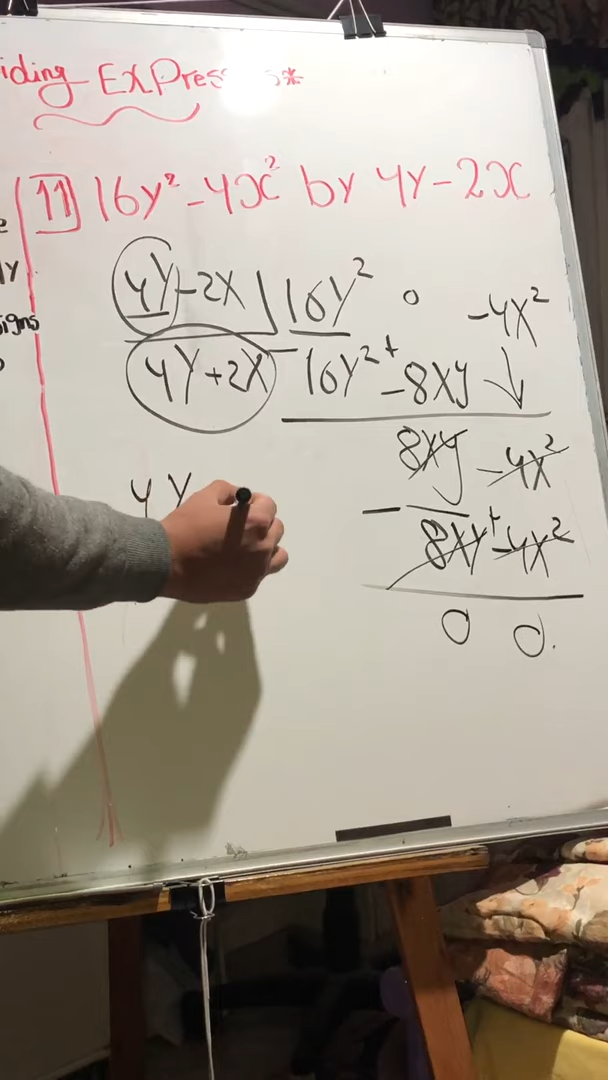 iding Express
11 16y² - 4x² by 4y - 2x
y
igns
4y - 2x 16y² 0 - 4x²
4y + 2x - 16y² + - 8xy ↓
8xy - 4x²
4y
- 8xy + - 4x²
0 0.